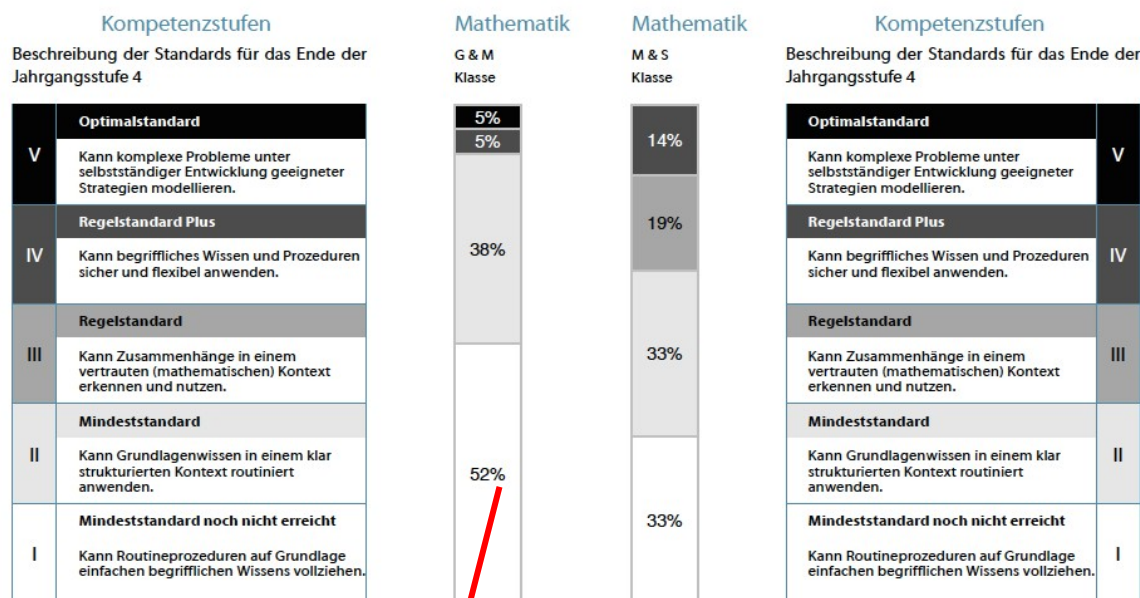 Kompetenzstufen
Beschreibung der Standards für das Ende der
Jahrgangsstufe 4
V
Optimalstandard
Kann komplexe Probleme unter
selbstständiger Entwicklung geeigneter
Strategien modellieren.
IV
Regelstandard Plus
Kann begriffliches Wissen und Prozeduren
sicher und flexibel anwenden.
III
Regelstandard
Kann Zusammenhänge in einem
vertrauten (mathematischen) Kontext
erkennen und nutzen.
II
Mindeststandard
Kann Grundlagenwissen in einem klar
strukturierten Kontext routiniert
anwenden.
I
Mindeststandard noch nicht erreicht
Kann Routineprozeduren auf Grundlage
einfachen begrifflichen Wissens vollziehen.
Mathematik
G & M
Klasse
5%
5%
38%
52%
Mathematik
M & S
Klasse
14%
19%
33%
33%
Kompetenzstufen
Beschreibung der Standards für das Ende der
Jahrgangsstufe 4
Optimalstandard
Kann komplexe Probleme unter
selbstständiger Entwicklung geeigneter
Strategien modellieren.
V
Regelstandard Plus
Kann begriffliches Wissen und Prozeduren
sicher und flexibel anwenden.
IV
Regelstandard
Kann Zusammenhänge in einem
vertrauten (mathematischen) Kontext
erkennen und nutzen.
III
Mindeststandard
Kann Grundlagenwissen in einem klar
strukturierten Kontext routiniert
anwenden.
II
Mindeststandard noch nicht erreicht
Kann Routineprozeduren auf Grundlage
einfachen begrifflichen Wissens vollziehen.
I